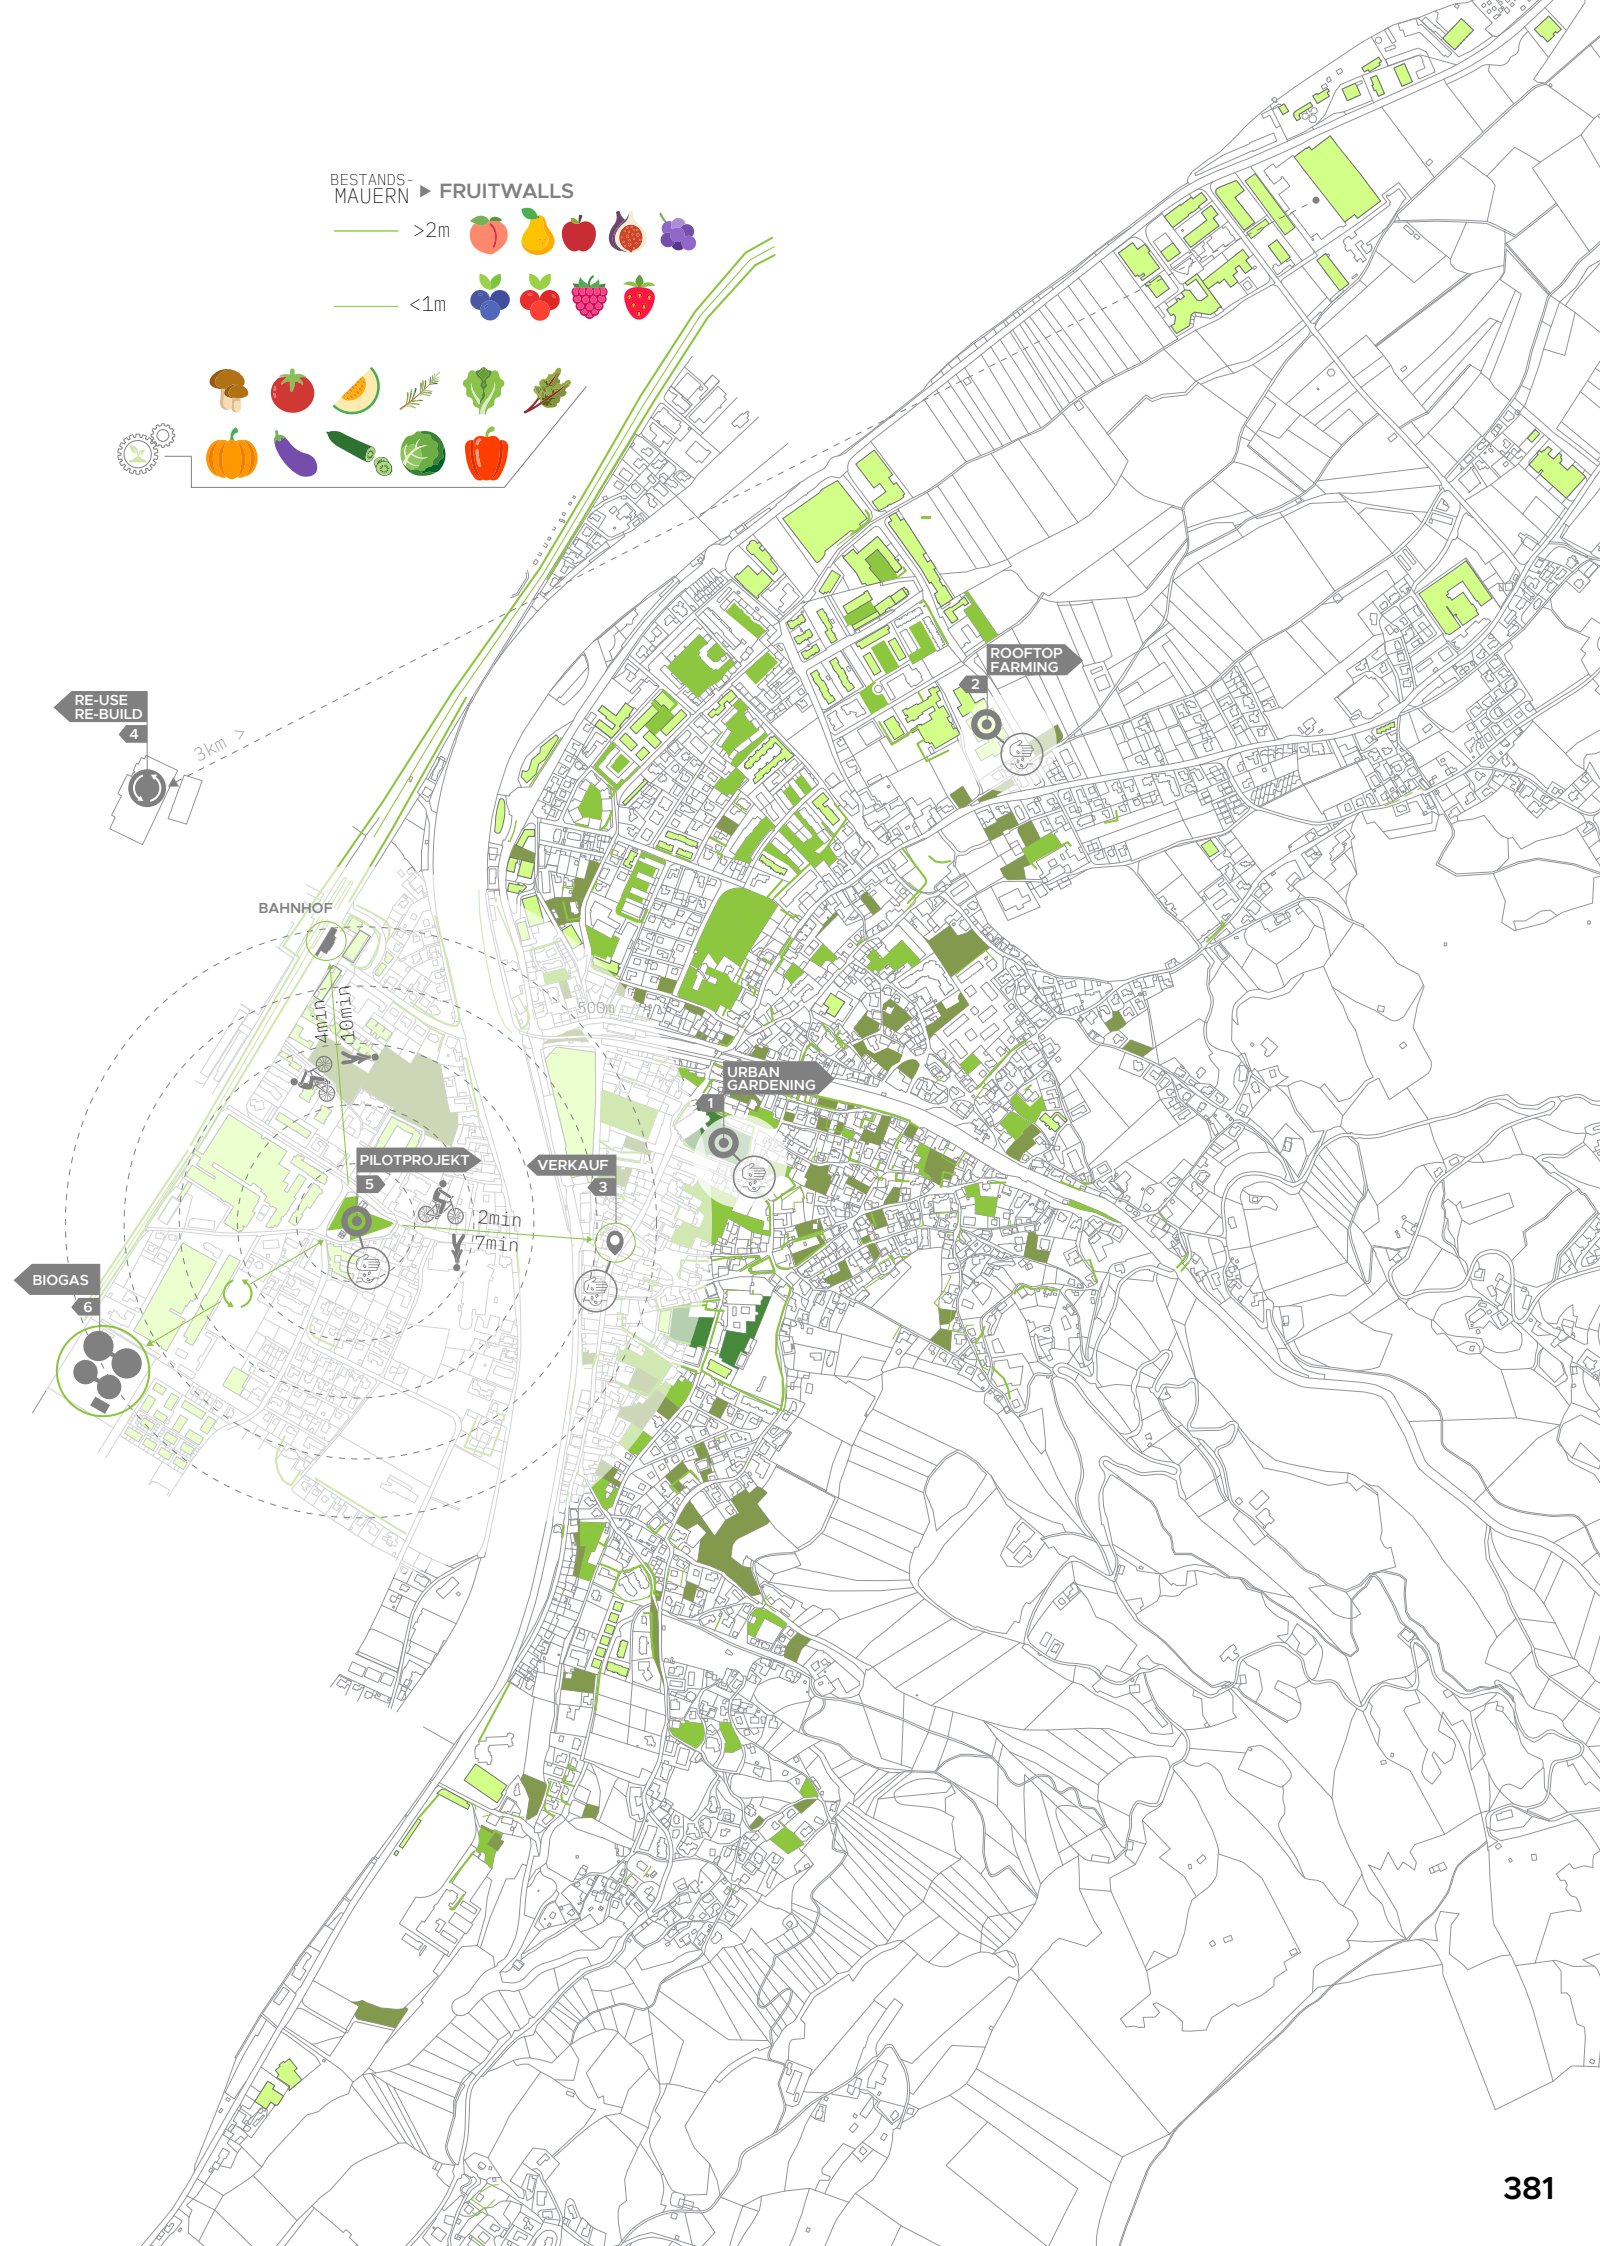 BESTANDS-
MAUERN
FRUITWALLS
>2m
<1m
RE-USE
RE-BUILD
4
3km >
ROOFTOP
FARMING
2
BAHNHOF
4min
10min
500m
URBAN
GARDENING
1
PILOTPROJEKT
5
VERKAUF
3
2min
7min
BIOGAS
6
381